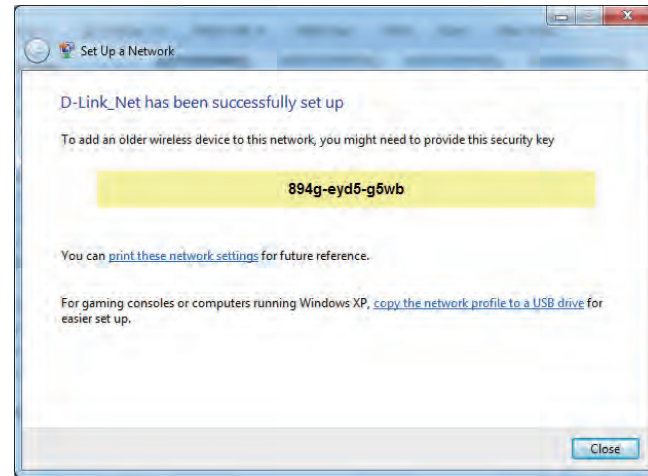 Set Up a Network
D-Link_Net has been successfully set up
To add an older wireless device to this network, you might need to provide this security key
894g-eyd5-g5wb
You can print these network settings for future reference.
For gaming consoles or computers running Windows XP, copy the network profile to a USB drive for
easier set up.
Close